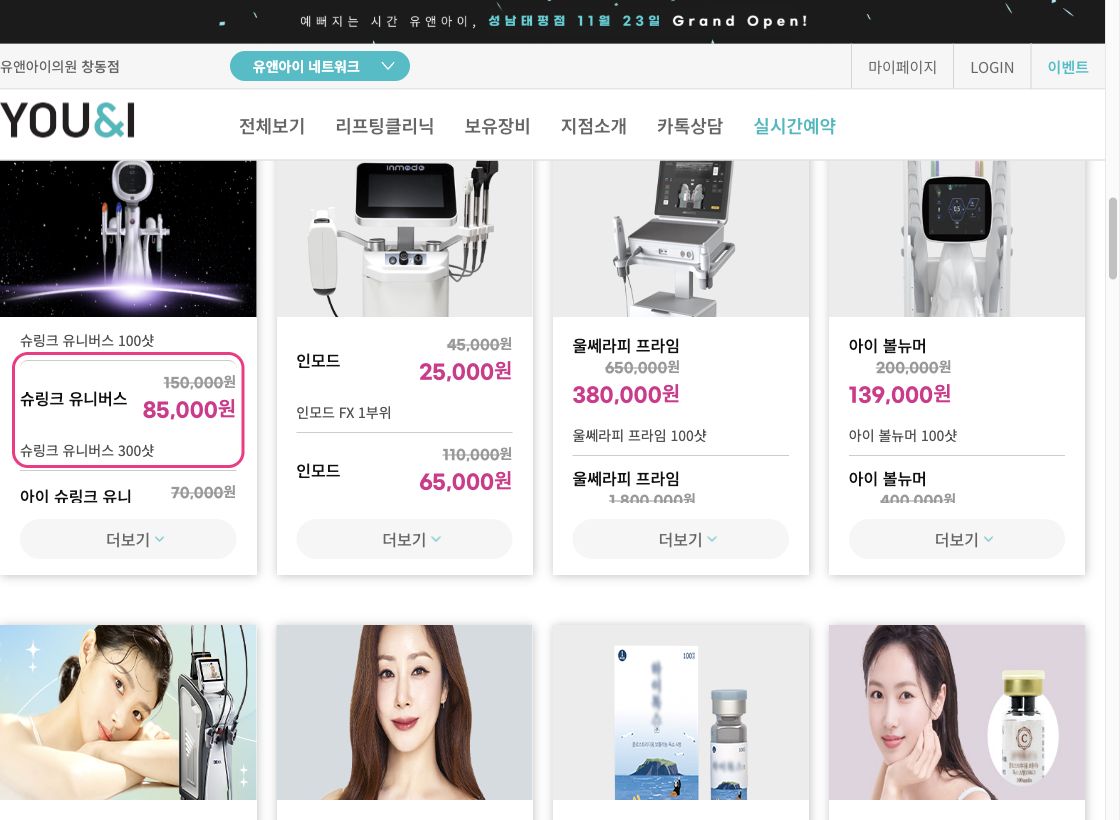 예뻐지는 시간 유앤아이, 성남태평점 11월 23일 Grand Open!
유앤아이의원 창동점
유앤아이 네트워크
마이페이지
LOGIN
이벤트
YOU&I
전체보기
리프팅클리닉
보유장비
지점소개
카톡상담
실시간예약
inmode
슈링크 유니버스 100샷
150,000원
슈링크 유니버스
85,000원
슈링크 유니버스 300샷
70,000원
아이 슈링크 유니
더보기
45,000원
인모드
25,000원
인모드 FX 1부위
110,000원
인모드
65,000원
더보기
울쎄라피 프라임
650,000원
380,000원
울쎄라피 프라임 100샷
울쎄라피 프라임
1,800,000원
더보기
아이 볼뉴머
200,000원
139,000원
아이 볼뉴머 100샷
아이 볼뉴머
400,000원
더보기
100
C